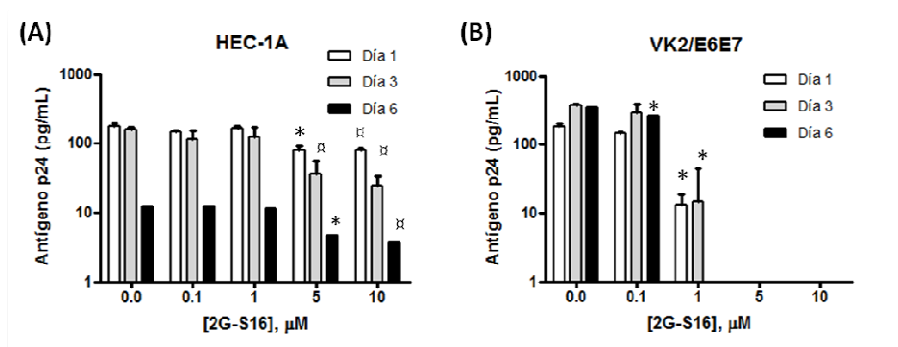 (A)
HEC-1A
Día 1
Día 3
Día 6
Antígeno p24 (pg/mL)
1000
100
10
1
* ¤ * ¤ ¤ ¤
0.0 0.1 1 5 10
[2G-S16], μM
(B)
VK2/E6E7
Día 1
Día 3
Día 6
Antígeno p24 (pg/mL)
1000
100
10
1
* * *
0.0 0.1 1 5 10
[2G-S16], μM